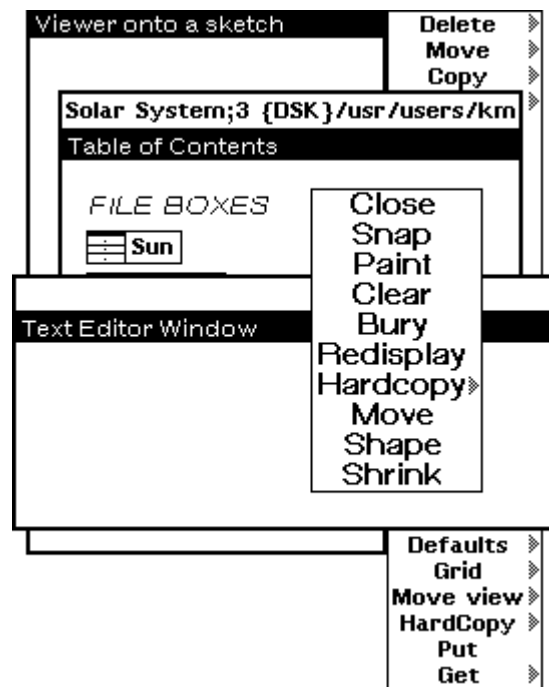 Viewer onto a sketch
Delete
Move
Copy
Solar System;3 {DSK}/usr/users/km
Table of Contents
FILE BOXES
Sun
Text Editor Window
Close
Snap
Paint
Clear
Bury
Redisplay
Hardcopy
Move
Shape
Shrink
Defaults
Grid
Move view
HardCopy
Put
Get